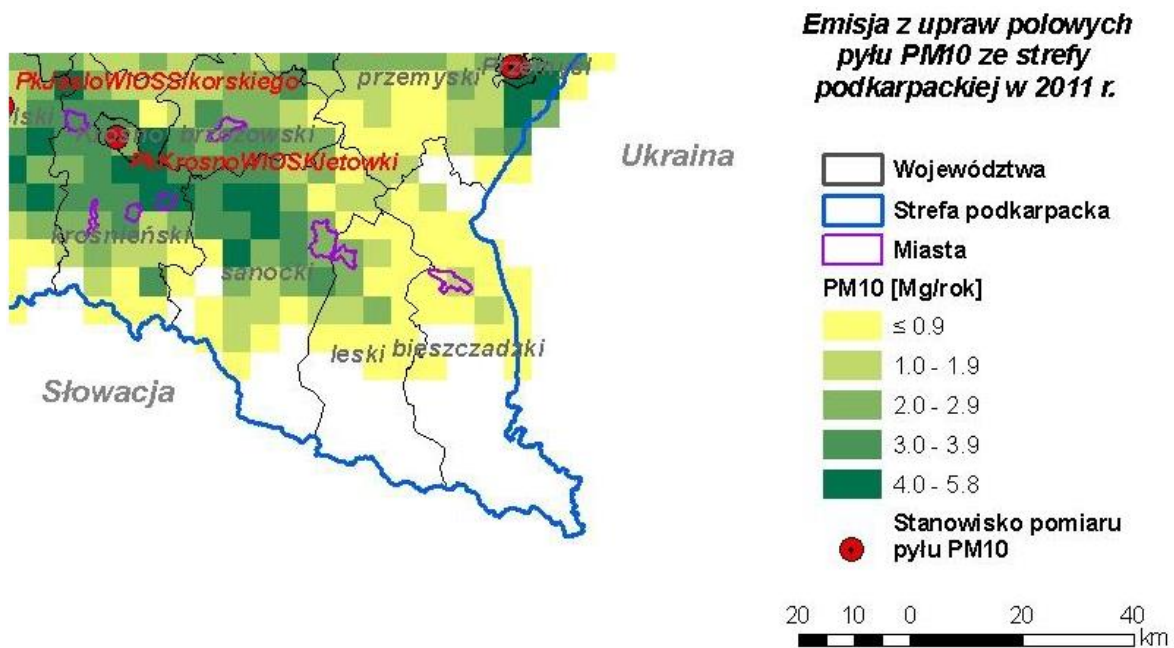 Emisja z upraw polowych
pyłu PM10 ze strefy
podkarpackiej w 2011 r.
przemyski
PkJasloWIOSSikorskiego
lski
Krosno
brzozowski
PkKrosnoWIOSKletowki
Ukraina
krośnieński
sanocki
leski
bieszczadzki
Słowacja
Województwa
Strefa podkarpacka
Miasta
PM10 [Mg/rok]
≤ 0.9
1.0 - 1.9
2.0 - 2.9
3.0 - 3.9
4.0 - 5.8
Stanowisko pomiaru
pyłu PM10
20 10 0 20 40
km